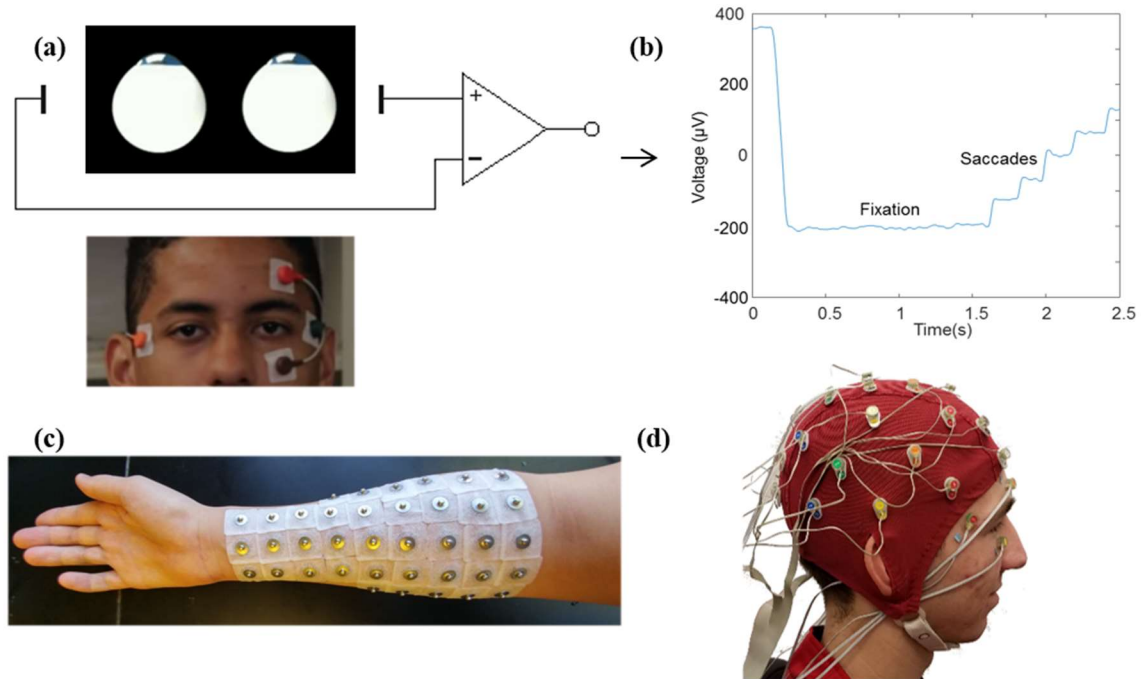 (a)
+
−
(b)
400
200
0
-200
-400
Voltage (µV)
Saccades
Fixation
0
0.5
1
1.5
2
2.5
Time(s)
(c)
(d)